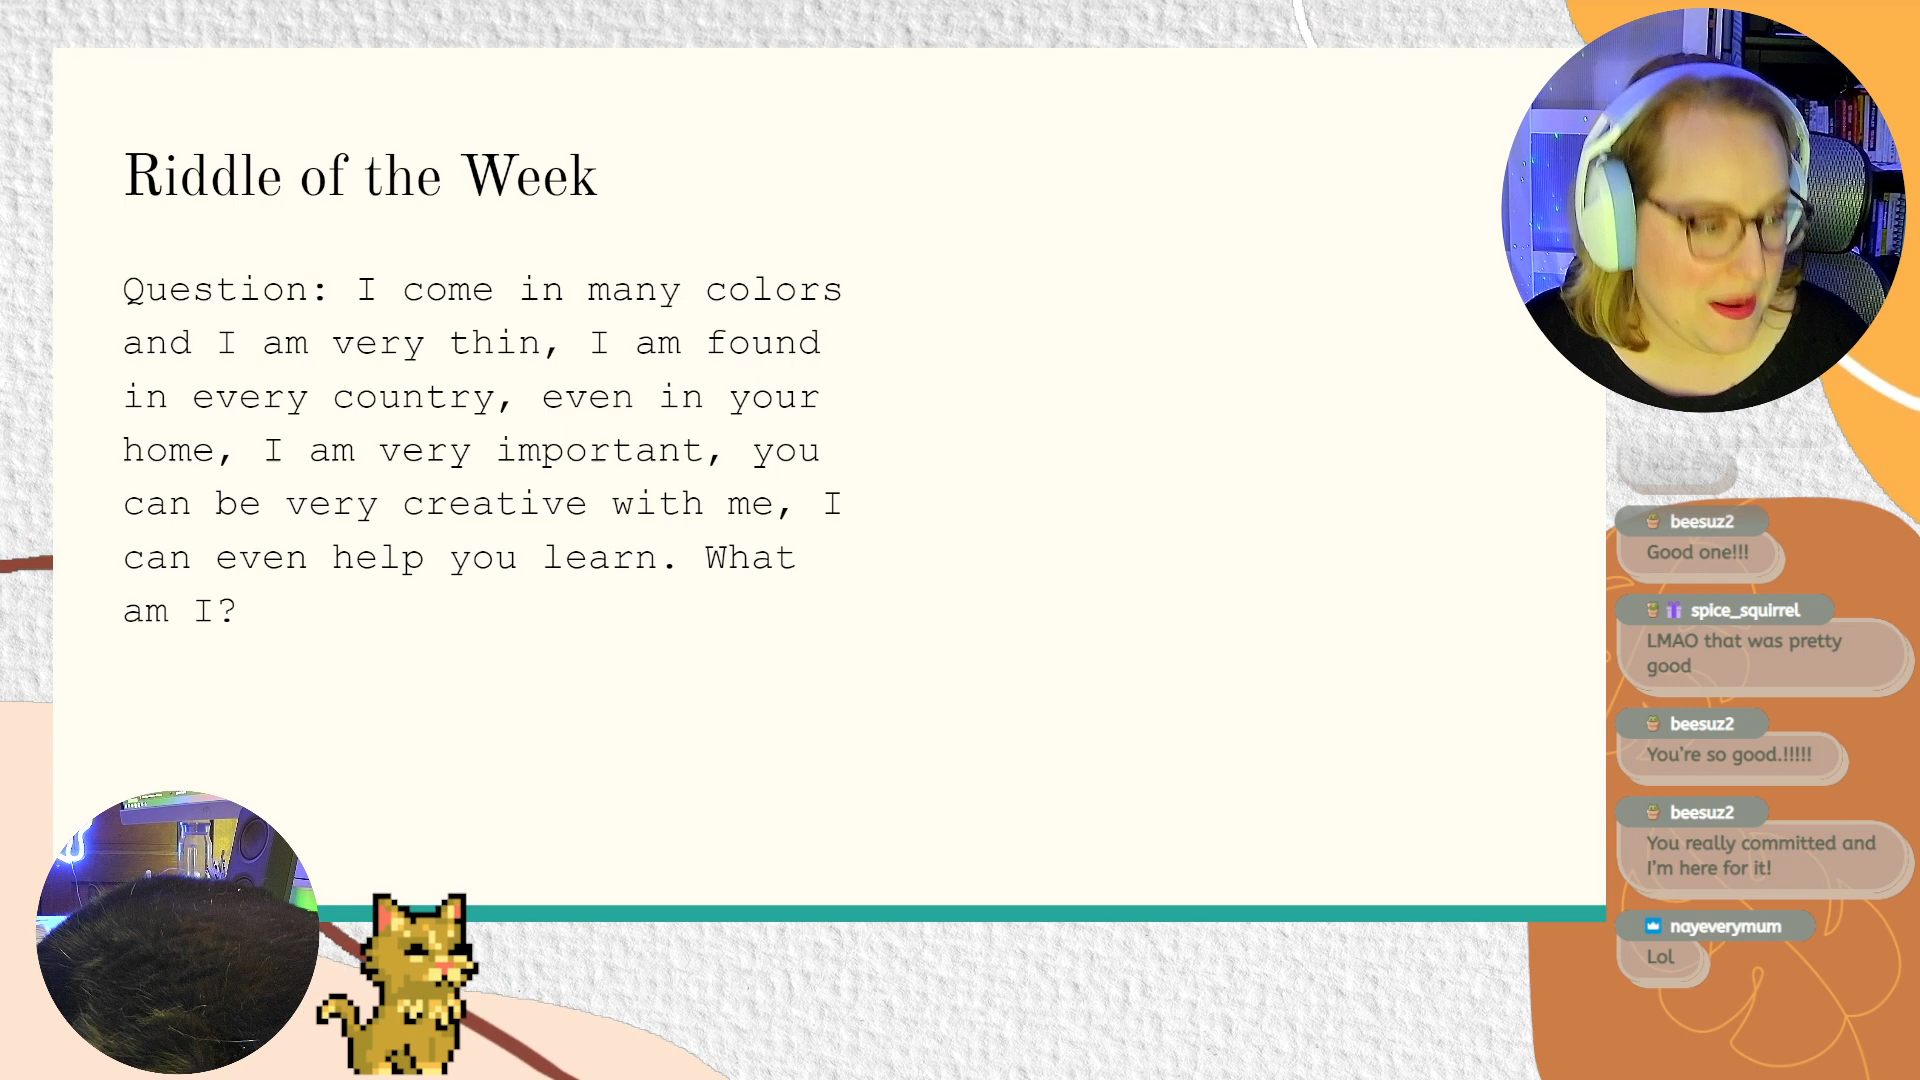 Riddle of the Week
Question: I come in many colors
and I am very thin, I am found
in every country, even in your
home, I am very important, you
can be very creative with me, I
can even help you learn. What
am I?
beesuz2
Good one!!!
spice_squirrel
LMAO that was pretty
good
beesuz2
You're so good.!!!!!
beesuz2
You really committed and
I'm here for it!
nayeverymum
Lol